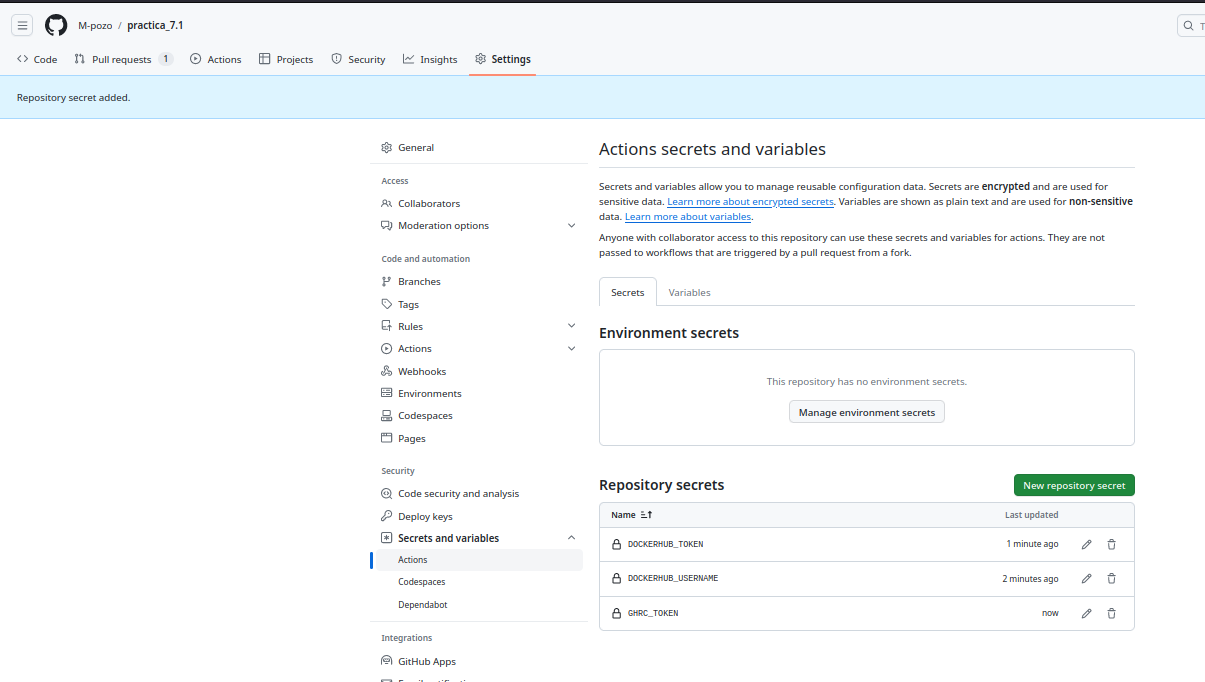 M-pozo / practica_7.1
T
Code
Pull requests 1
Actions
Projects
Security
Insights
Settings
Repository secret added.
General
Access
Collaborators
Moderation options
Code and automation
Branches
Tags
Rules
Actions
Webhooks
Environments
Codespaces
Pages
Security
Code security and analysis
Deploy keys
Secrets and variables
Actions
Codespaces
Dependabot
Integrations
GitHub Apps
Actions secrets and variables
Secrets and variables allow you to manage reusable configuration data. Secrets are encrypted and are used for
sensitive data. Learn more about encrypted secrets. Variables are shown as plain text and are used for non-sensitive
data. Learn more about variables.
Anyone with collaborator access to this repository can use these secrets and variables for actions. They are not
passed to workflows that are triggered by a pull request from a fork.
Secrets
Variables
Environment secrets
This repository has no environment secrets.
Manage environment secrets
Repository secrets
New repository secret
Name
Last updated
DOCKERHUB_TOKEN
1 minute ago
DOCKERHUB_USERNAME
2 minutes ago
GHRC_TOKEN
now